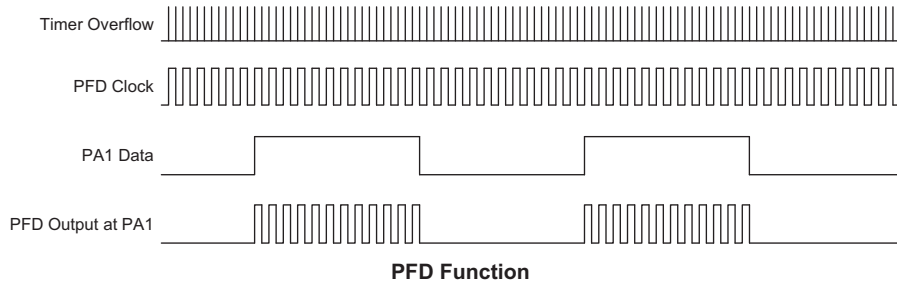 Timer Overflow
PFD Clock
PA1 Data
PFD Output at PA1
PFD Function